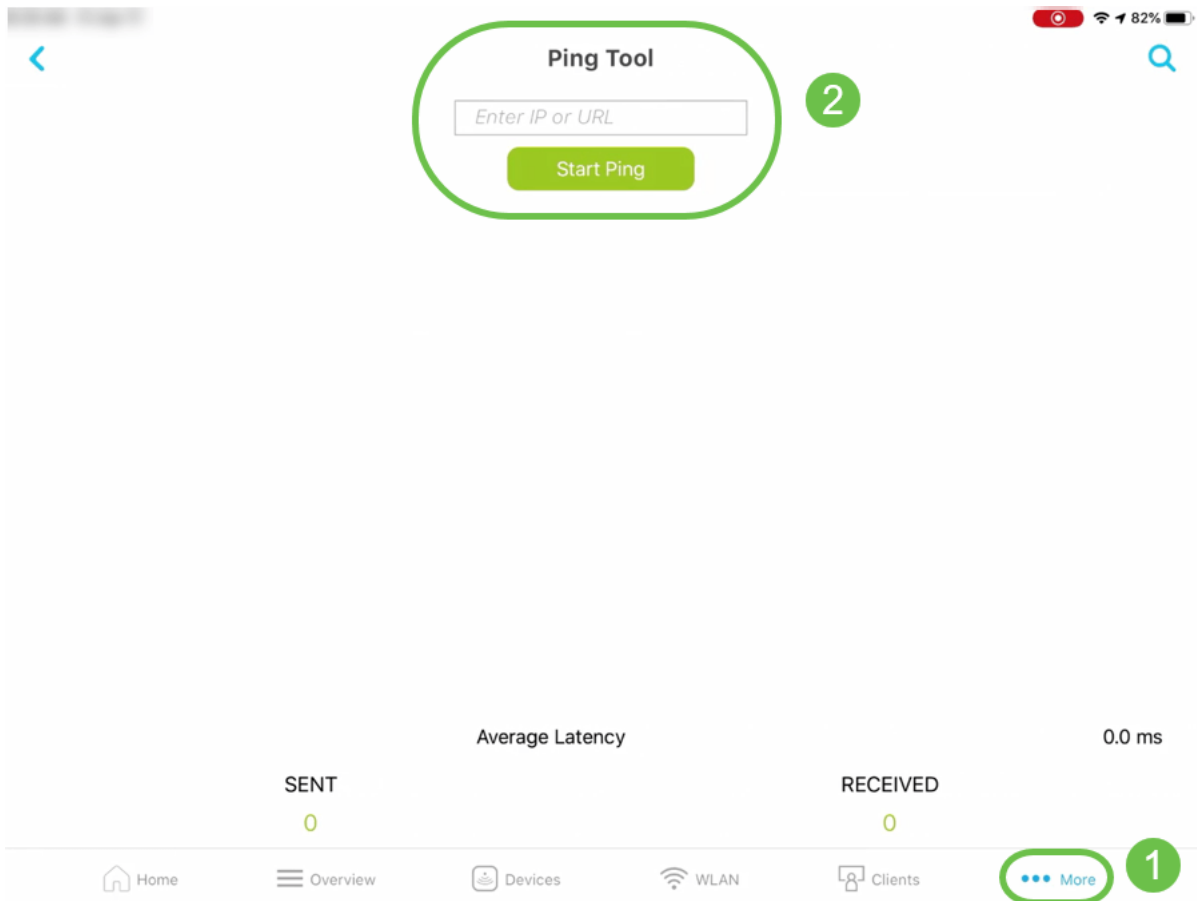 82%
Ping Tool
2
Enter IP or URL
Start Ping
Average Latency 0.0 ms
SENT RECEIVED
0 0
Home Overview Devices WLAN Clients More 1